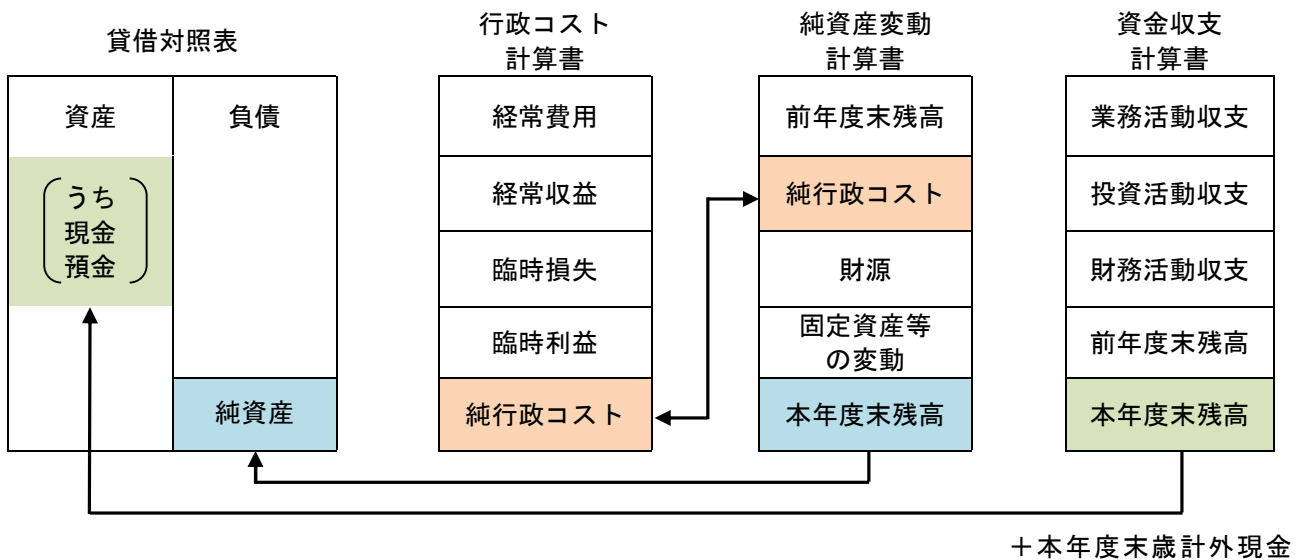 貸借対照表
資産
負債
うち
現金
預金
純資産
行政コスト
計算書
経常費用
経常収益
臨時損失
臨時利益
純行政コスト
純資産変動
計算書
前年度末残高
純行政コスト
財源
固定資産等
の変動
本年度末残高
資金収支
計算書
業務活動収支
投資活動収支
財務活動収支
前年度末残高
本年度末残高
＋本年度末歳計外現金